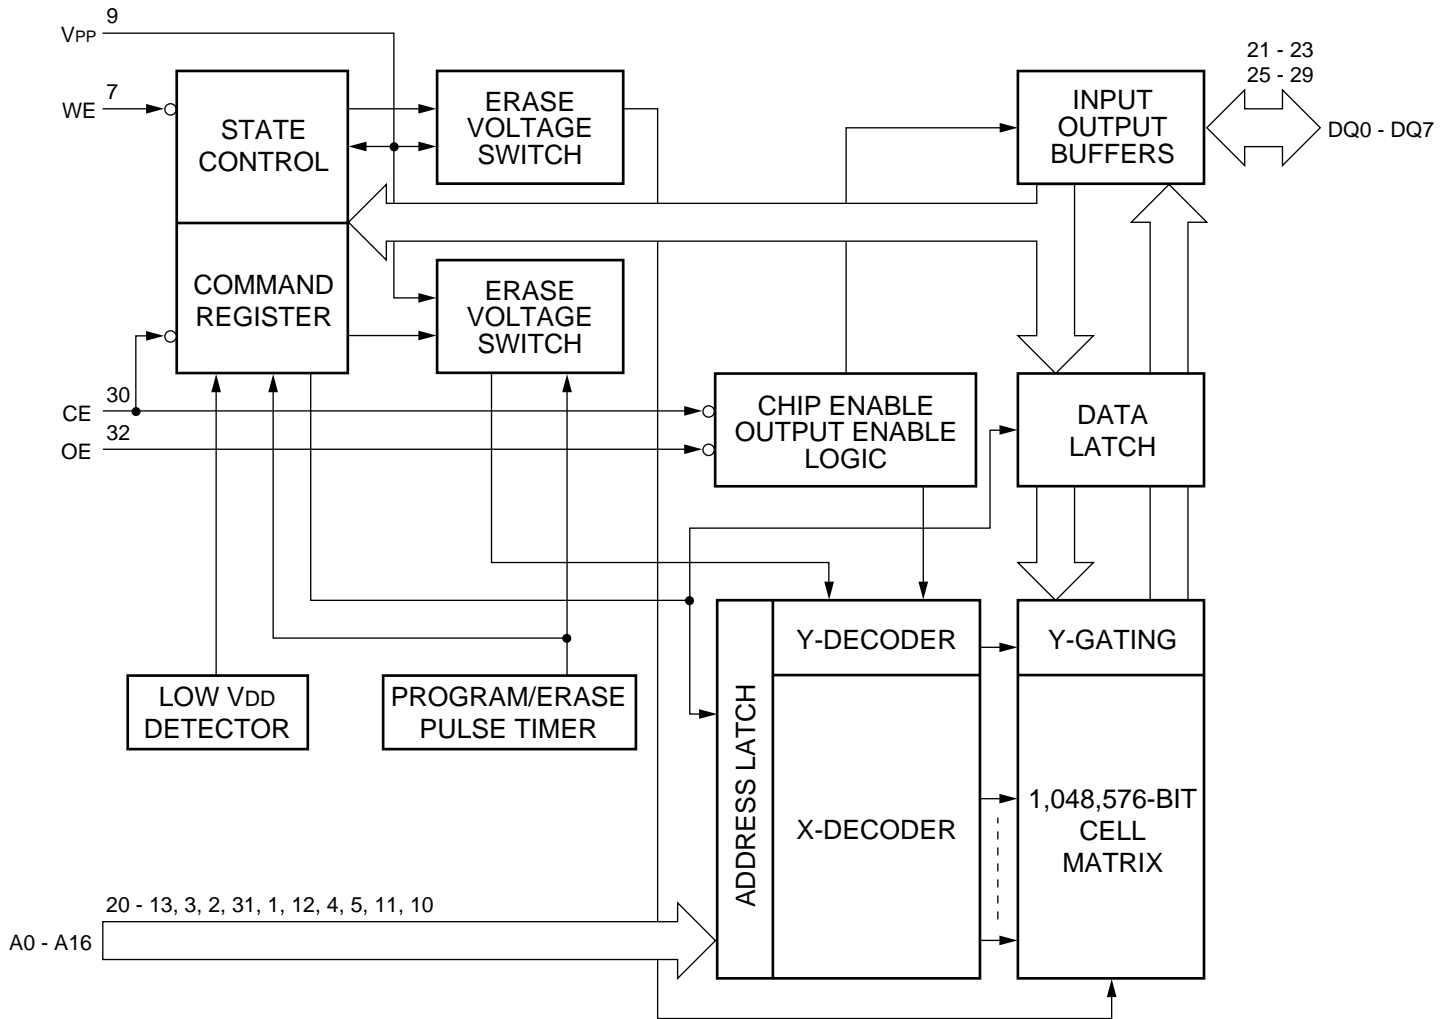 9
VPP
7
WE
STATE
CONTROL
ERASE
VOLTAGE
SWITCH
INPUT
OUTPUT
BUFFERS
21 - 23
25 - 29
DQ0 - DQ7
COMMAND
REGISTER
ERASE
VOLTAGE
SWITCH
30
CE
32
OE
CHIP ENABLE
OUTPUT ENABLE
LOGIC
DATA
LATCH
LOW VDD
DETECTOR
PROGRAM/ERASE
PULSE TIMER
ADDRESS LATCH
Y-DECODER
Y-GATING
X-DECODER
1,048,576-BIT
CELL
MATRIX
20 - 13, 3, 2, 31, 1, 12, 4, 5, 11, 10
A0 - A16